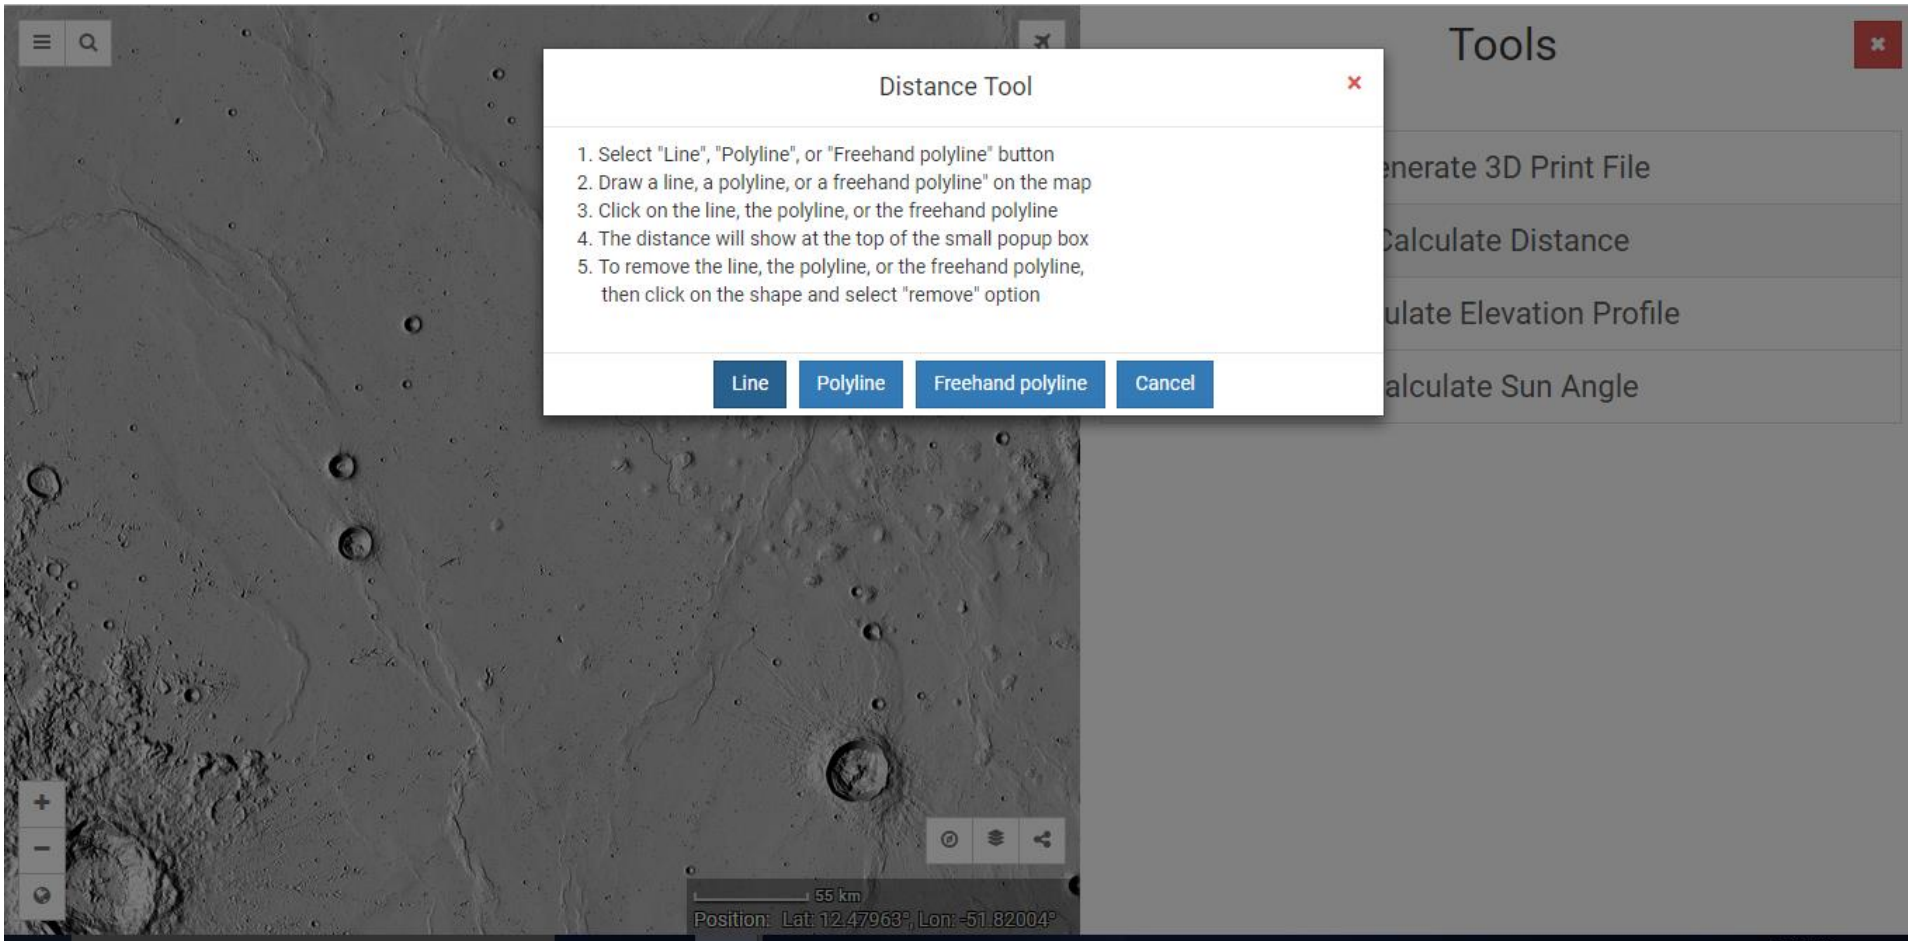 Tools
Distance Tool
1. Select "Line", "Polyline", or "Freehand polyline" button
2. Draw a line, a polyline, or a freehand polyline" on the map
3. Click on the line, the polyline, or the freehand polyline
4. The distance will show at the top of the small popup box
5. To remove the line, the polyline, or the freehand polyline,
then click on the shape and select "remove" option
Line Polyline Freehand polyline Cancel
enerate 3D Print File
Calculate Distance
ulate Elevation Profile
alculate Sun Angle
55 km
Position: Lat: 12.47963°, Lon: -51.82004°